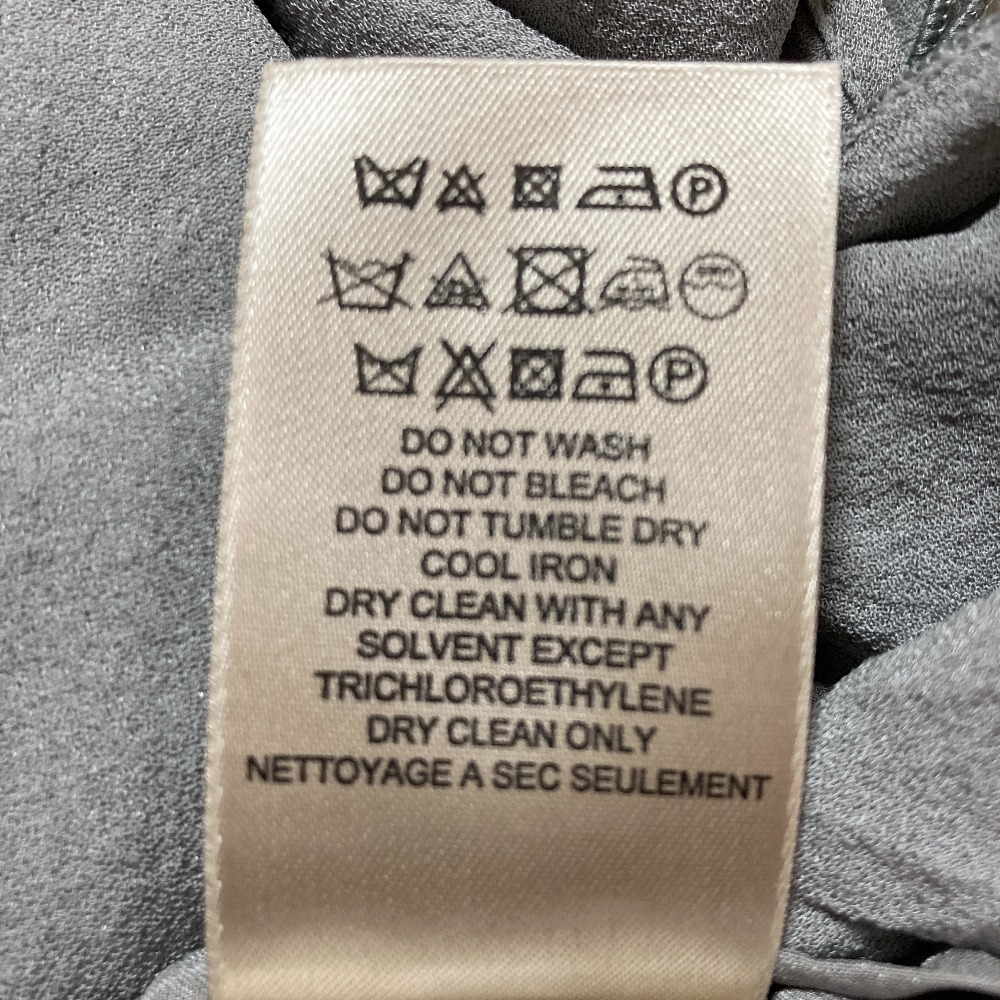 P
P
DO NOT WASH
DO NOT BLEACH
DO NOT TUMBLE DRY
COOL IRON
DRY CLEAN WITH ANY
SOLVENT EXCEPT
TRICHLOROETHYLENE
DRY CLEAN ONLY
NETTOYAGE A SEC SEULEMENT